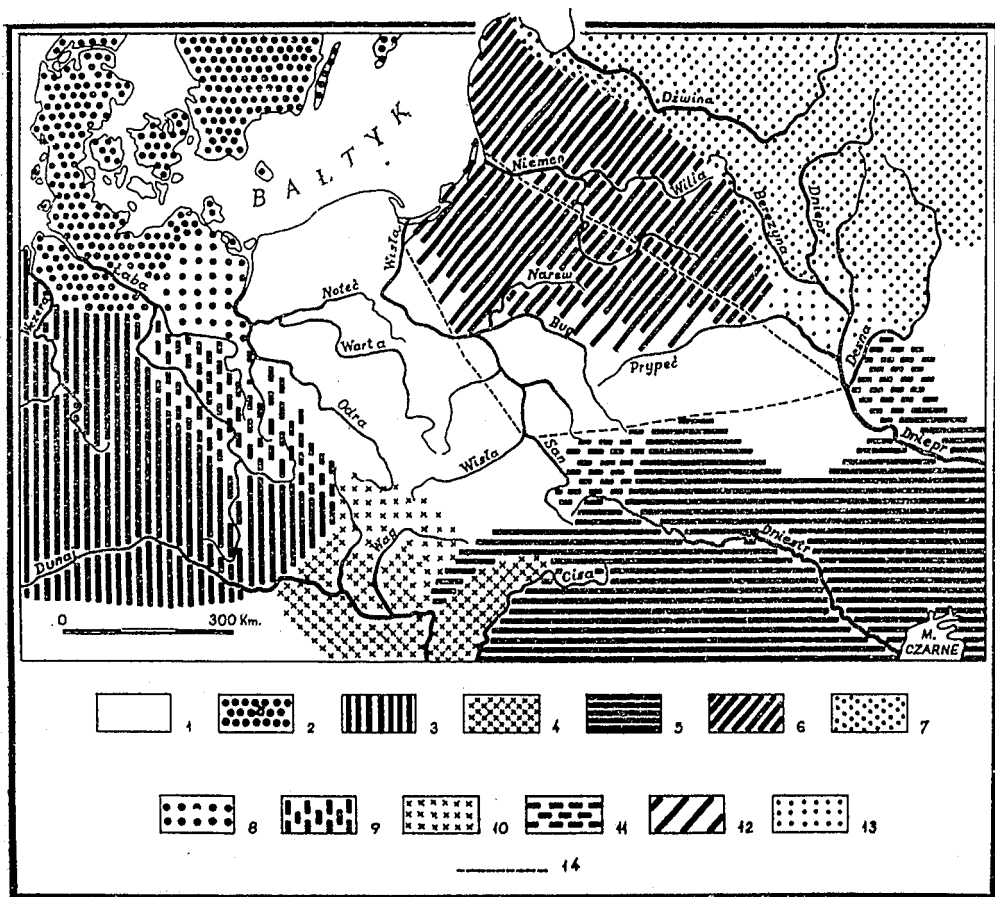 BAŁTYK
Dźwina
Niemen
Wilia
Berezyna
Dniepr
Wisła
Łaba
Wezera
Narew
Noteć
Bug
Warta
Prypeć
Desna
Odra
Dniepr
San
Wisła
Wag
Dniestr
Dunaj
Cisa
0 300 Km.
M.
CZARNE
1 2 3 4 5 6 7
8 9 10 11 12 13
14